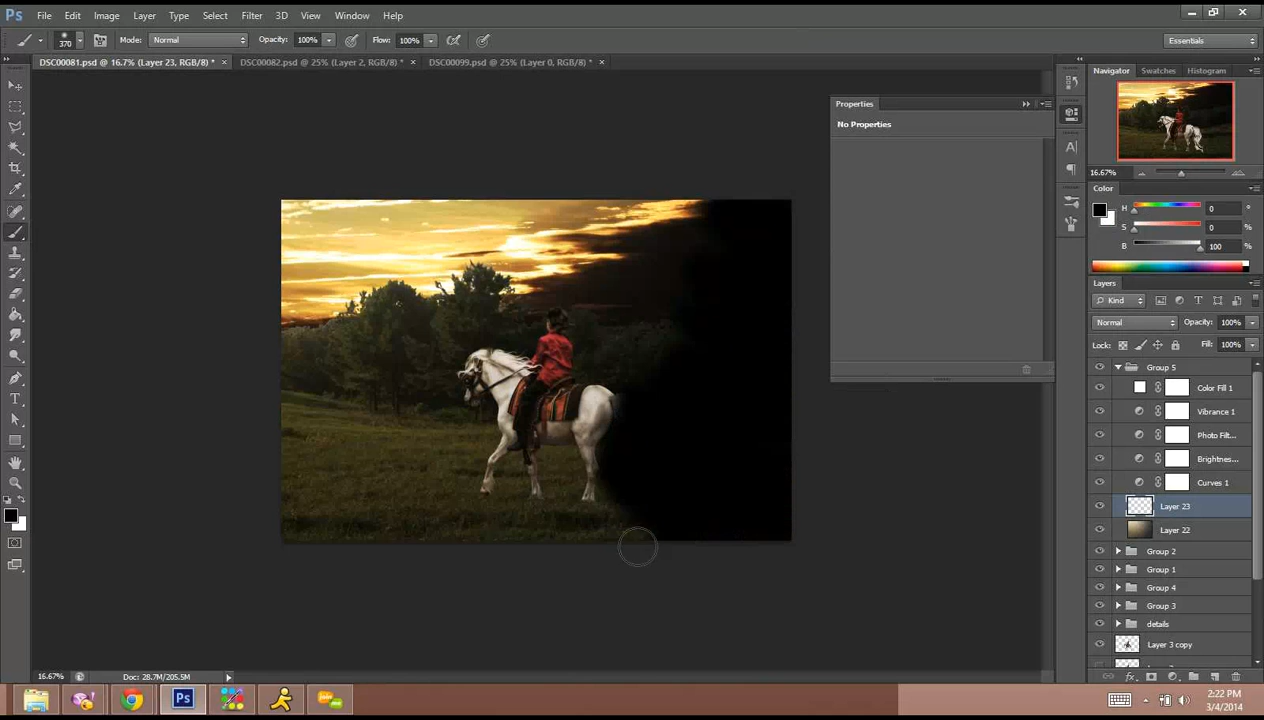 Ps File Edit Image Layer Type Select Filter 3D View Window Help
370 Mode: Normal Opacity: 100% Flow: 100% Essentials
DSC00081.psd @ 16.7% (Layer 23, RGB/8) * × DSC00082.psd @ 25% (Layer 2, RGB/8) * × DSC00099.psd @ 25% (Layer 0, RGB/8) * ×
Navigator Swatches Histogram
Properties
No Properties
16.67%
Color
H 0 °
S 0 %
B 100 %
Layers
Kind
Normal Opacity: 100%
Lock: Fill: 100%
Group 5
Color Fill 1
Vibrance 1
Photo Filt...
Brightnes...
Curves 1
Layer 23
Layer 22
Group 2
Group 1
Group 4
Group 3
details
Layer 3 copy
16.67% Doc: 28.7M/205.5M
Ps
2:22 PM
3/4/2014